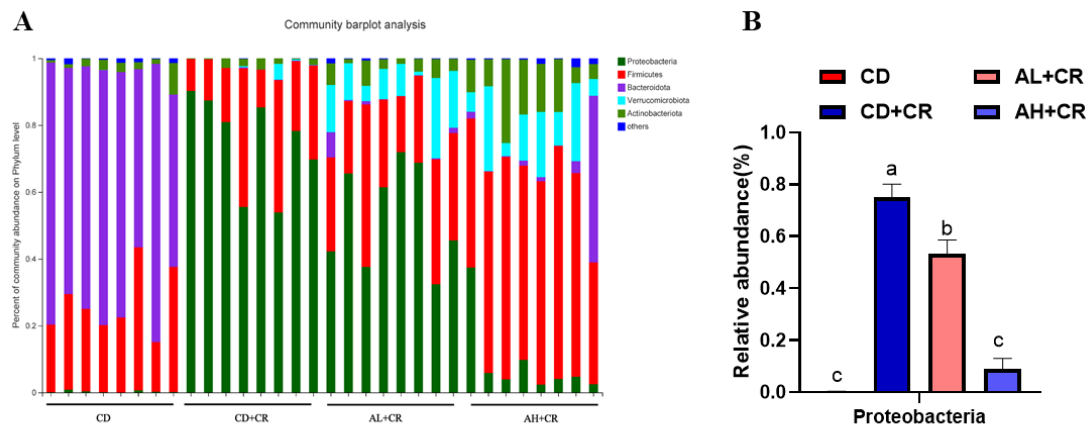 A
Community barplot analysis
Percent of community abundance on Phylum level
1
0.8
0.6
0.4
0.2
0
CD
CD+CR
AL+CR
AH+CR
Proteobacteria
Firmicutes
Bacteroidota
Verrucomicrobiota
Actinobacteriota
others
B
CD
AL+CR
CD+CR
AH+CR
Relative abundance(%)
1.0
0.8
0.6
0.4
0.2
0.0
c
a
b
c
Proteobacteria